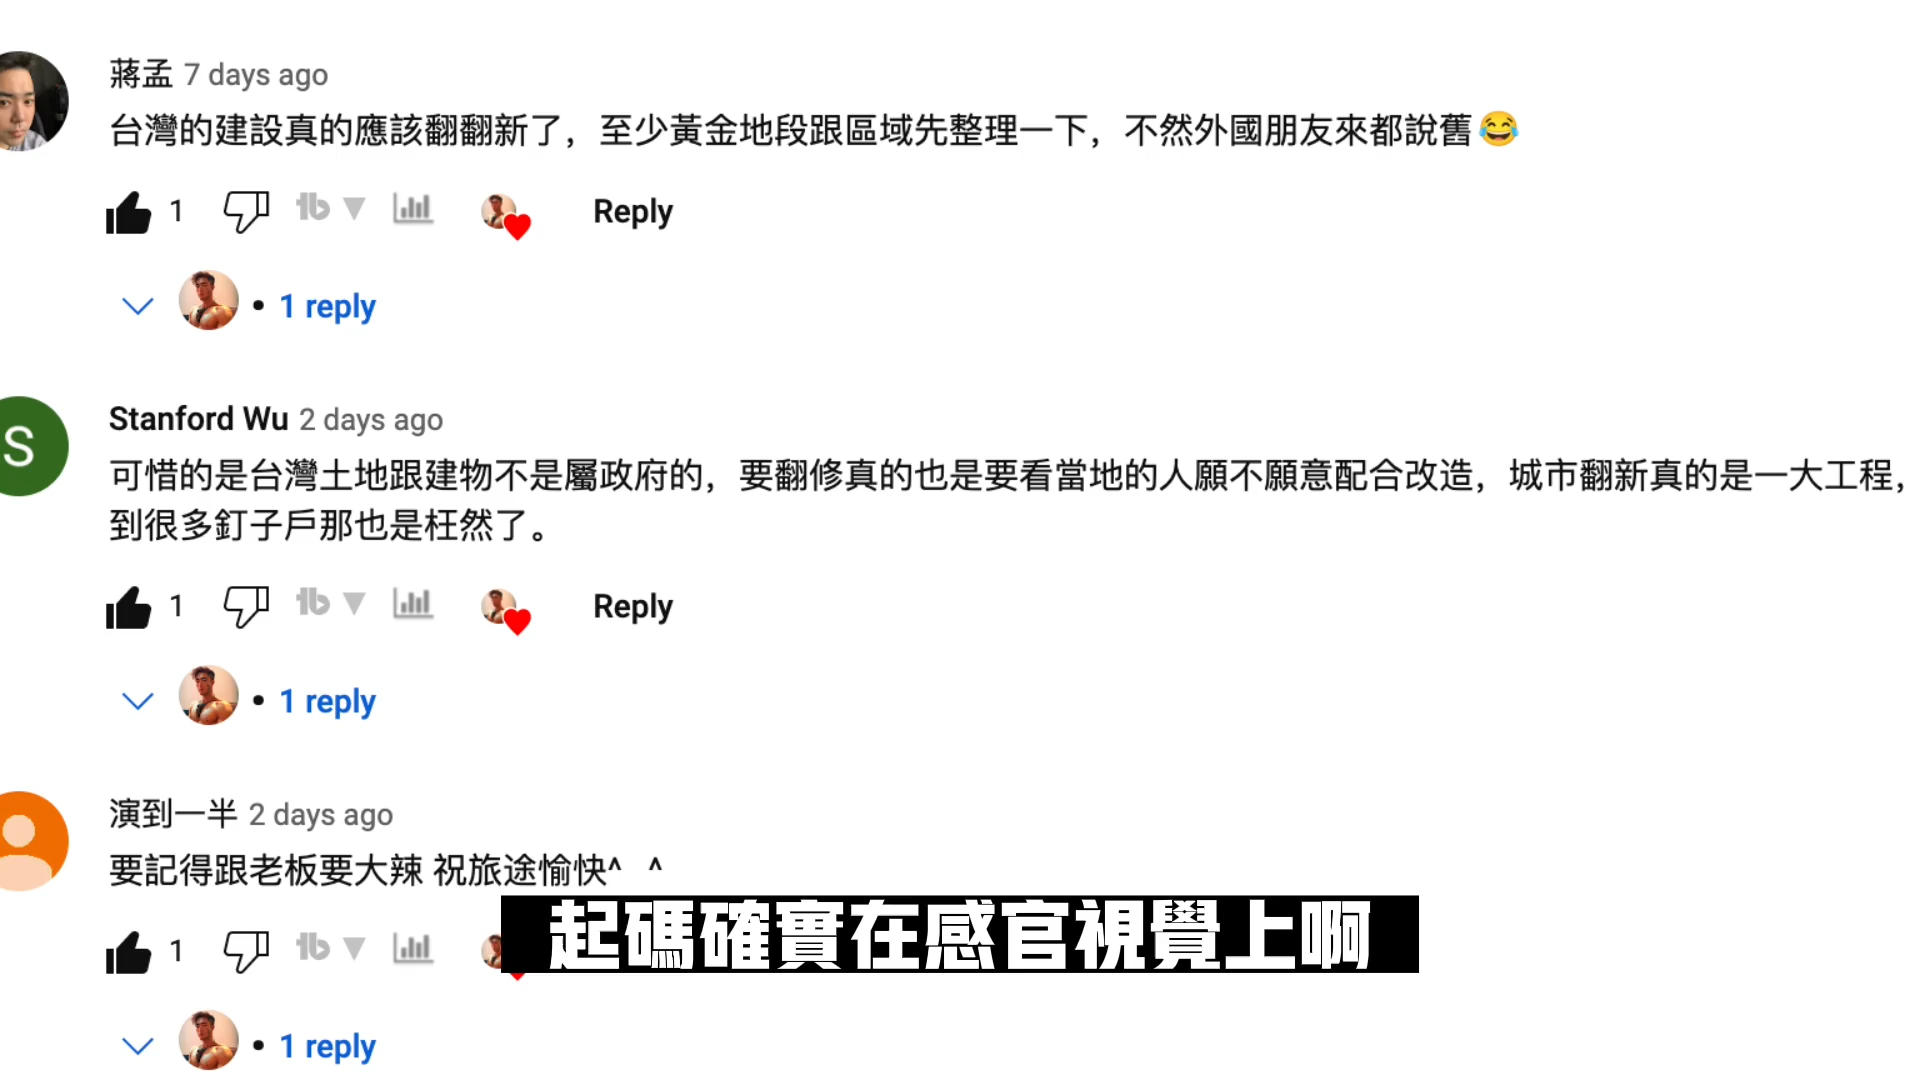 蔣孟 7 days ago
台灣的建設真的應該翻翻新了，至少黃金地段跟區域先整理一下，不然外國朋友來都說舊😂
1 Reply
• 1 reply
S
Stanford Wu 2 days ago
可惜的是台灣土地跟建物不是屬政府的，要翻修真的也是要看當地的人願不願意配合改造，城市翻新真的是一大工程，
到很多釘子戶那也是枉然了。
1 Reply
• 1 reply
演到一半 2 days ago
要記得跟老板要大辣 祝旅途愉快^ ^
起碼確實在感官視覺上啊
1
• 1 reply